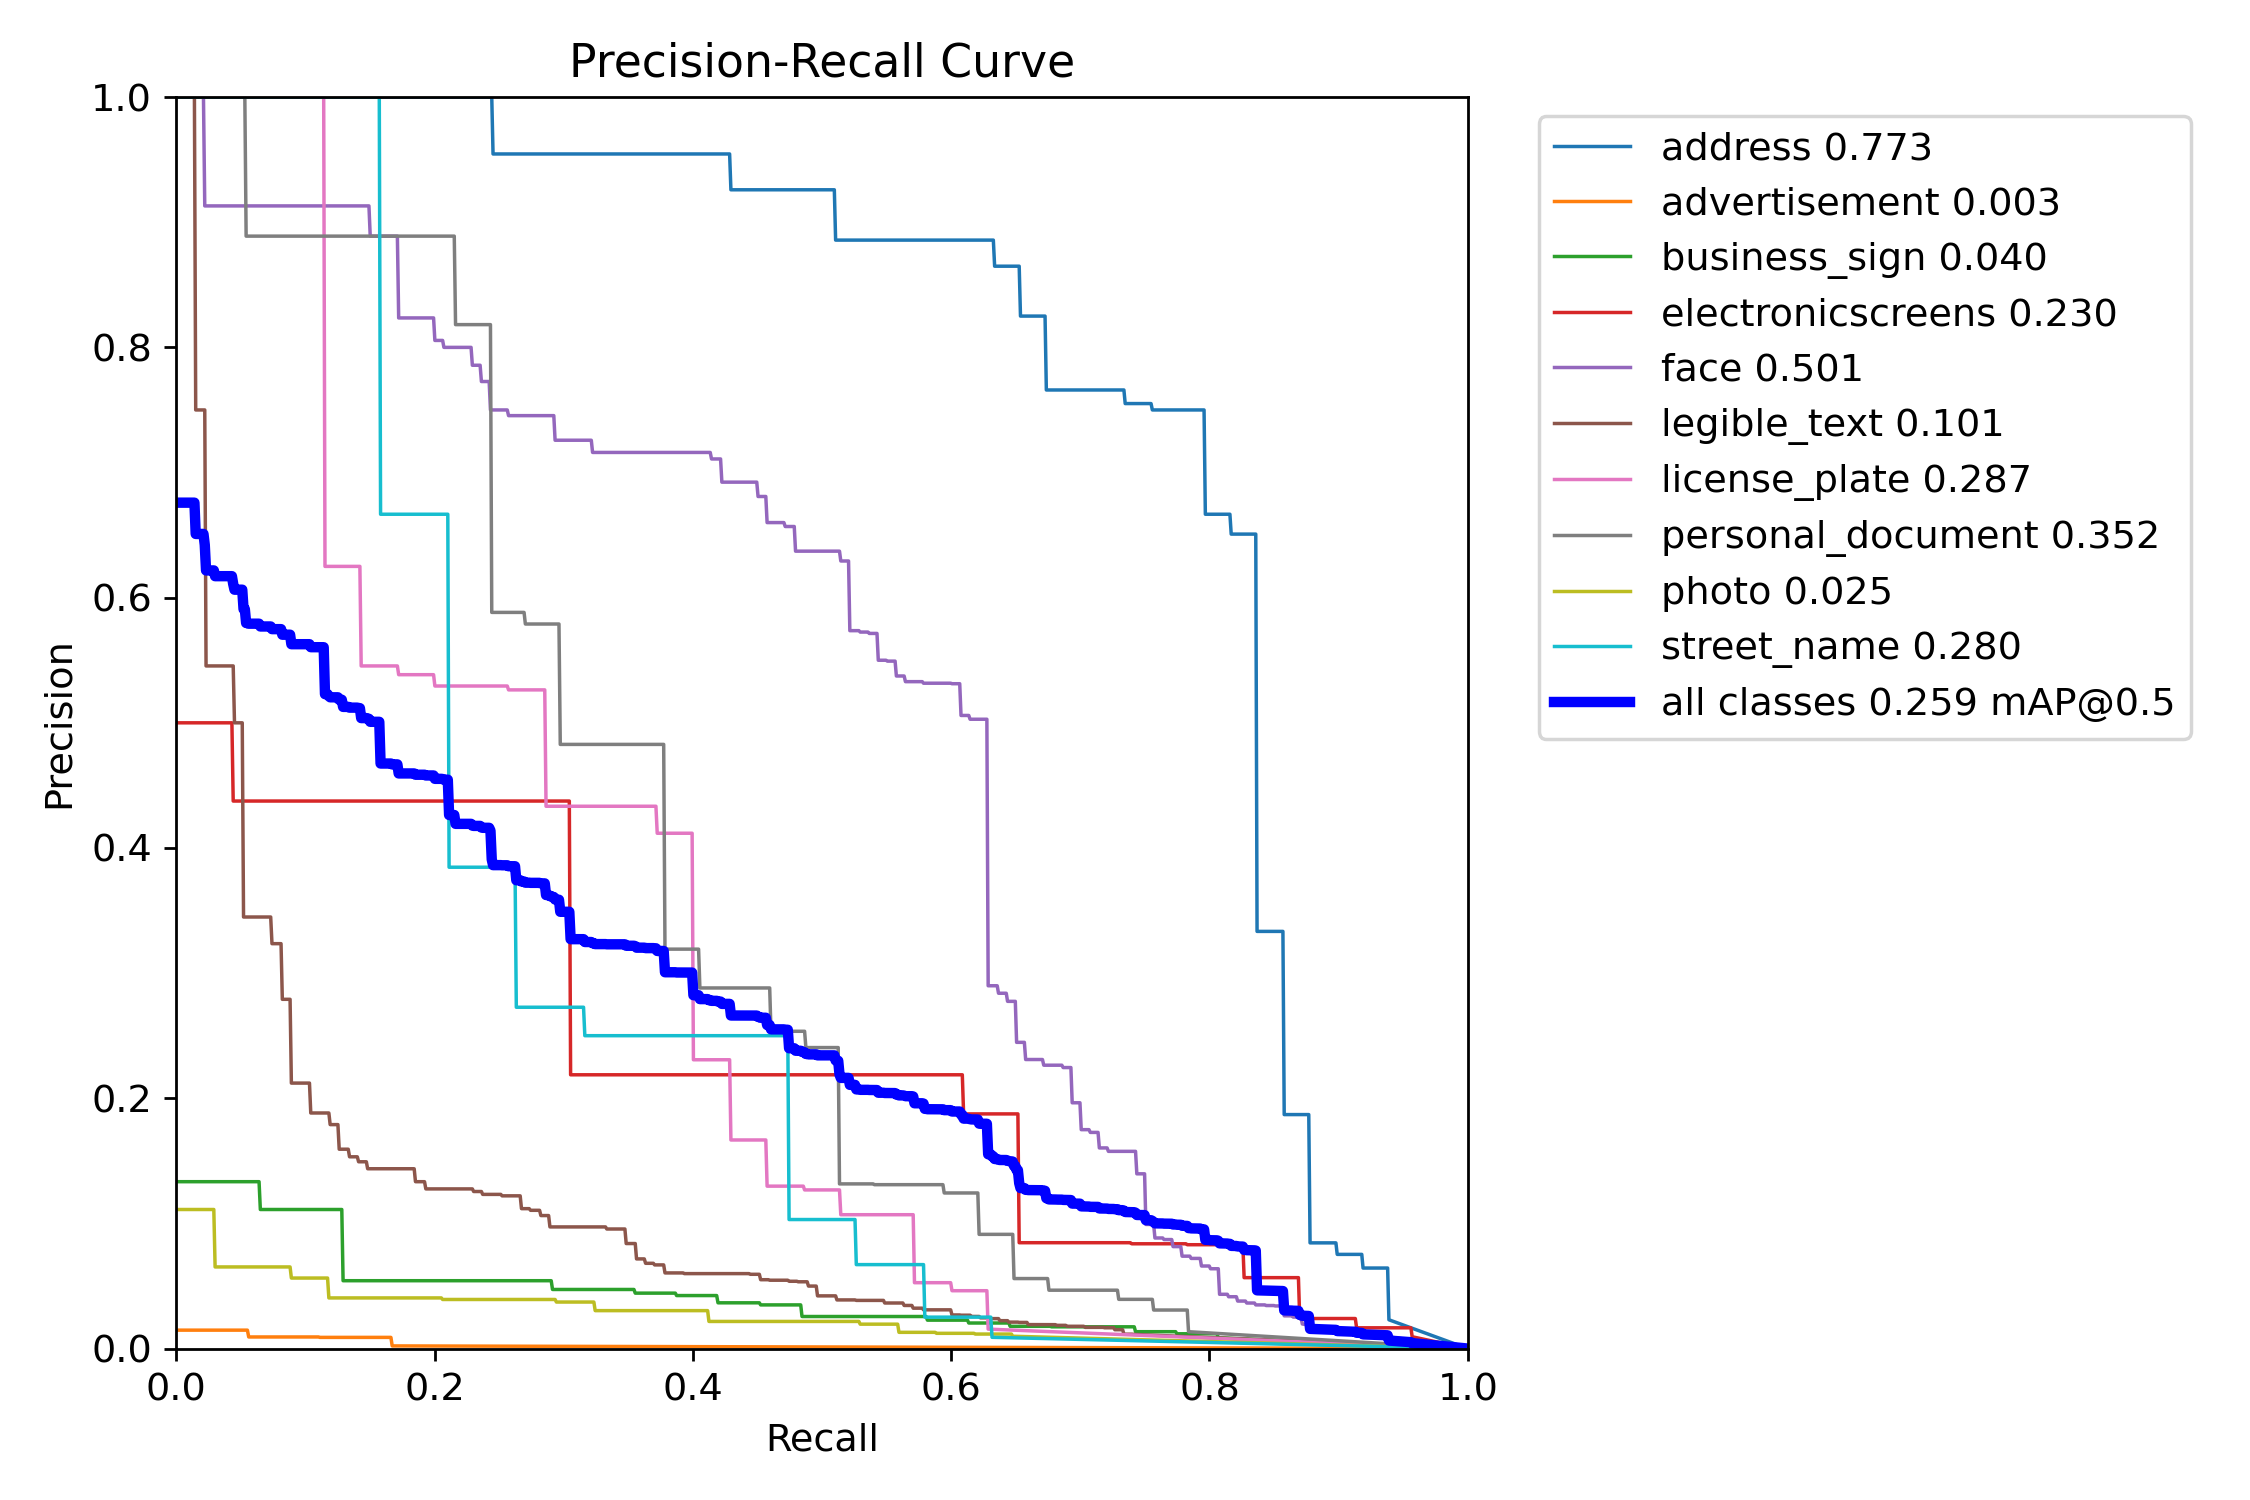 Precision-Recall Curve
1.0
0.8
0.6
0.4
0.2
0.0
Precision
0.0 0.2 0.4 0.6 0.8 1.0
Recall
address 0.773
advertisement 0.003
business_sign 0.040
electronicscreens 0.230
face 0.501
legible_text 0.101
license_plate 0.287
personal_document 0.352
photo 0.025
street_name 0.280
all classes 0.259 mAP@0.5